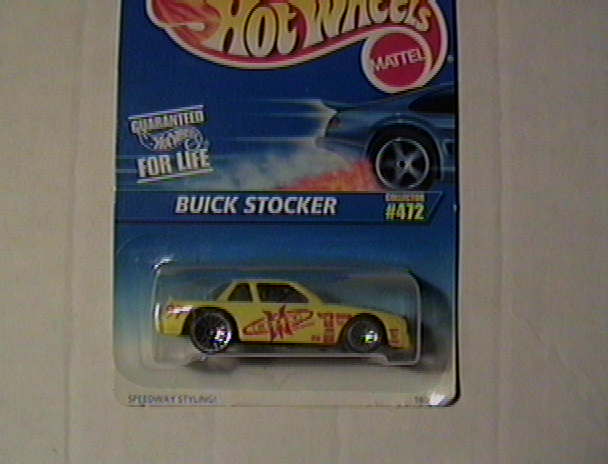 HOT WHEELS
MATTEL
GUARANTEED
FOR LIFE
BUICK STOCKER
COLLECTOR
#472
SPEEDWAY STYLING!